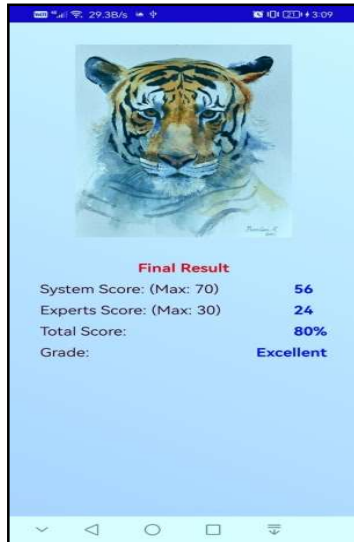 29.3B/s 21 3:09
Final Result
System Score: (Max: 70) 56
Experts Score: (Max: 30) 24
Total Score: 80%
Grade: Excellent